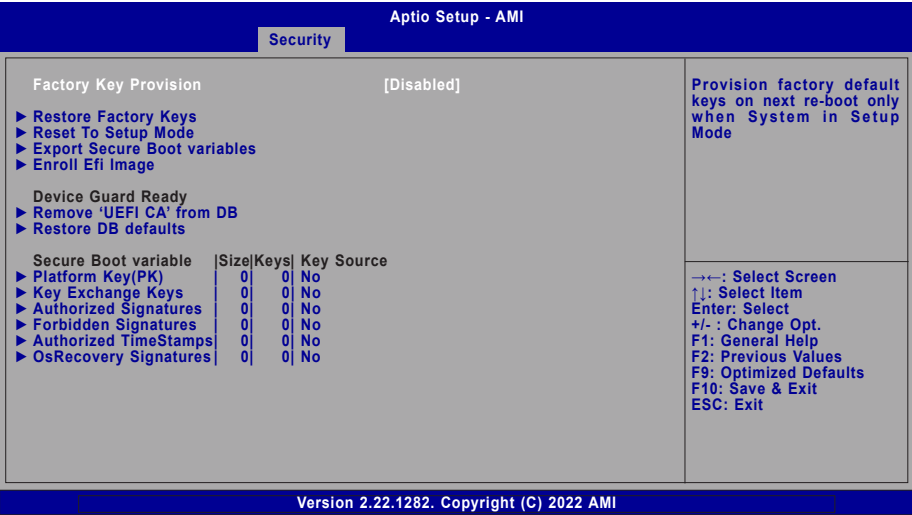 Aptio Setup - AMI
Security
Factory Key Provision [Disabled]
► Restore Factory Keys
► Reset To Setup Mode
► Export Secure Boot variables
► Enroll Efi Image
Device Guard Ready
► Remove ‘UEFI CA’ from DB
► Restore DB defaults
Secure Boot variable |Size|Keys| Key Source
► Platform Key(PK) | 0| 0| No
► Key Exchange Keys | 0| 0| No
► Authorized Signatures | 0| 0| No
► Forbidden Signatures | 0| 0| No
► Authorized TimeStamps| 0| 0| No
► OsRecovery Signatures| 0| 0| No
Provision factory default
keys on next re-boot only
when System in Setup
Mode
→←: Select Screen
↑↓: Select Item
Enter: Select
+/- : Change Opt.
F1: General Help
F2: Previous Values
F9: Optimized Defaults
F10: Save & Exit
ESC: Exit
Version 2.22.1282. Copyright (C) 2022 AMI